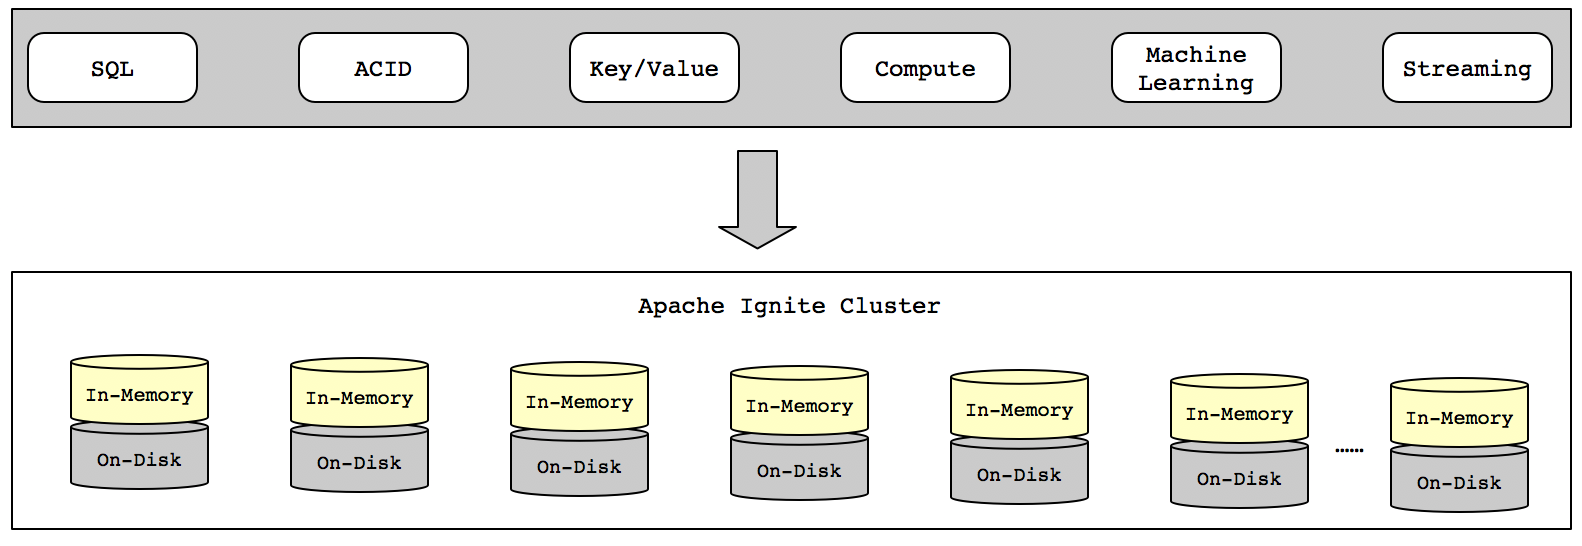 SQL
ACID
Key/Value
Compute
Machine
Learning
Streaming
Apache Ignite Cluster
In-Memory
On-Disk
In-Memory
On-Disk
In-Memory
On-Disk
In-Memory
On-Disk
In-Memory
On-Disk
In-Memory
On-Disk
......
In-Memory
On-Disk